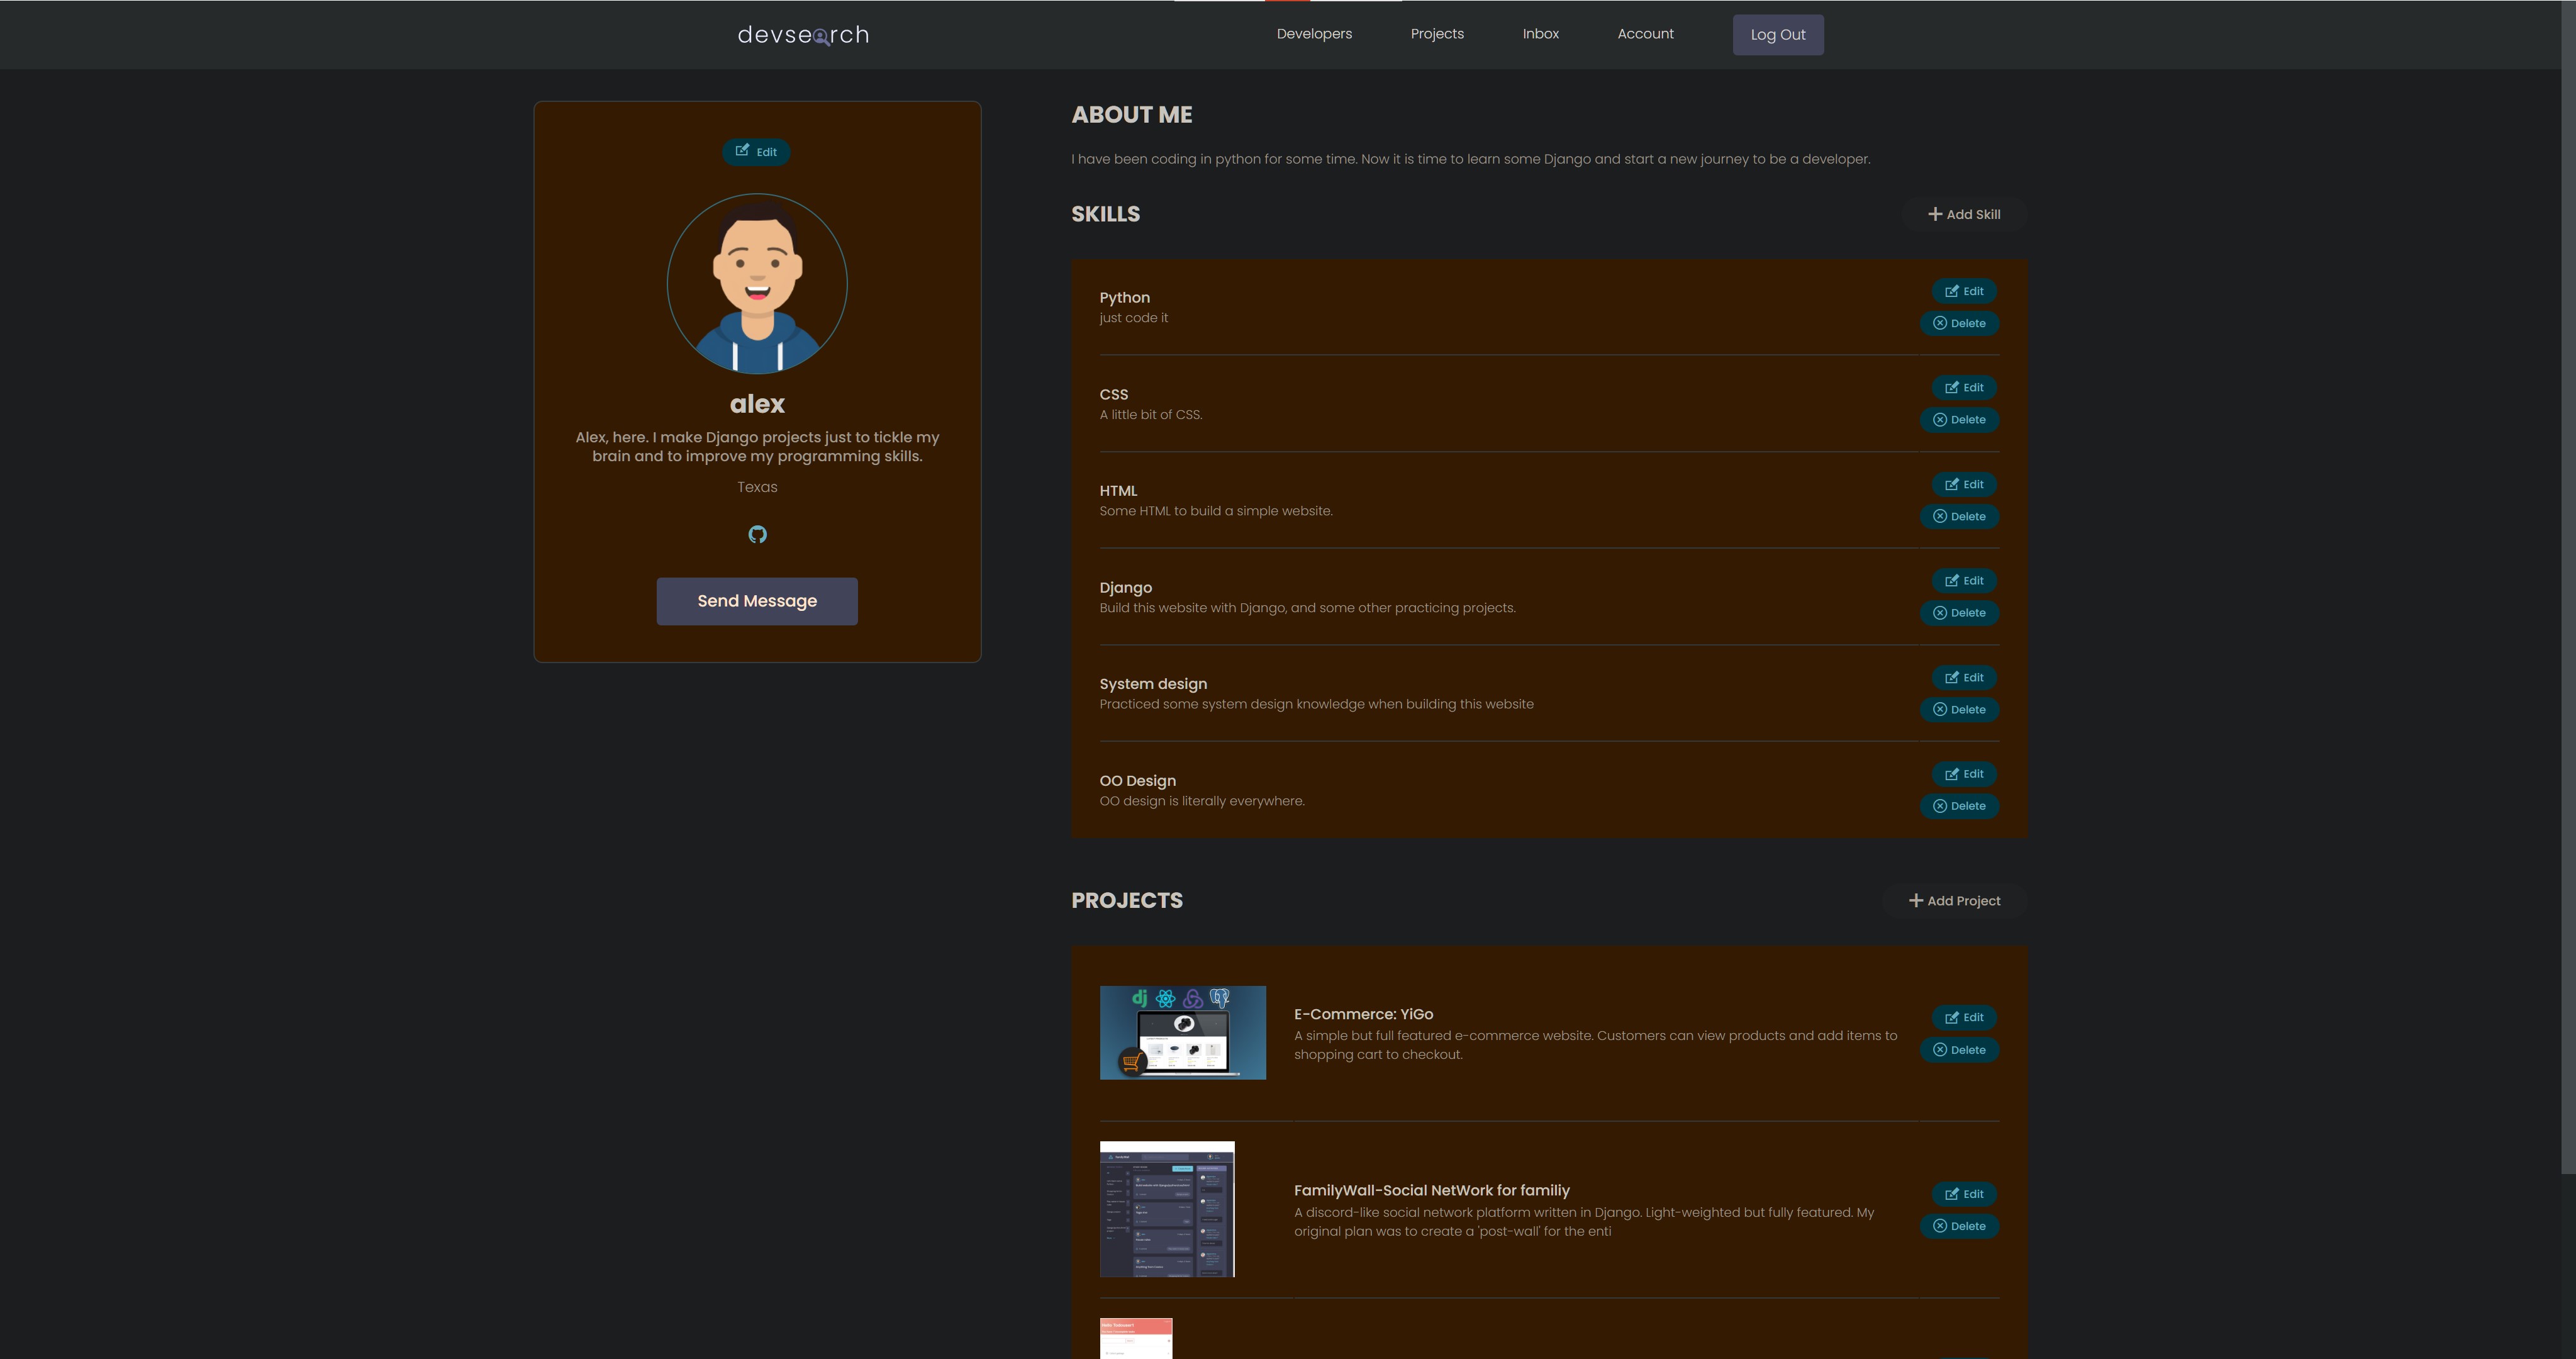 devsearch
Developers
Projects
Inbox
Account
Log Out
Edit
alex
Alex, here. I make Django projects just to tickle my
brain and to improve my programming skills.
Texas
Send Message
ABOUT ME
I have been coding in python for some time. Now it is time to learn some Django and start a new journey to be a developer.
SKILLS
Add Skill
Python
just code it
Edit
Delete
CSS
A little bit of CSS.
Edit
Delete
HTML
Some HTML to build a simple website.
Edit
Delete
Django
Build this website with Django, and some other practicing projects.
Edit
Delete
System design
Practiced some system design knowledge when building this website
Edit
Delete
OO Design
OO design is literally everywhere.
Edit
Delete
PROJECTS
Add Project
dj
E-Commerce: YiGo
A simple but full featured e-commerce website. Customers can view products and add items to
shopping cart to checkout.
Edit
Delete
FamilyWall-Social NetWork for familiy
A discord-like social network platform written in Django. Light-weighted but fully featured. My
original plan was to create a 'post-wall' for the enti
Edit
Delete